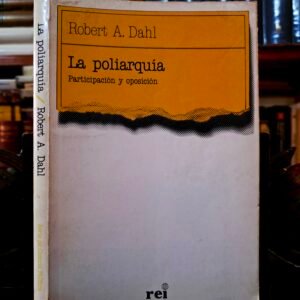 Robert A. Dahl
La poliarquía
Participación y oposición
rei
La poliarquía / Robert A. Dahl